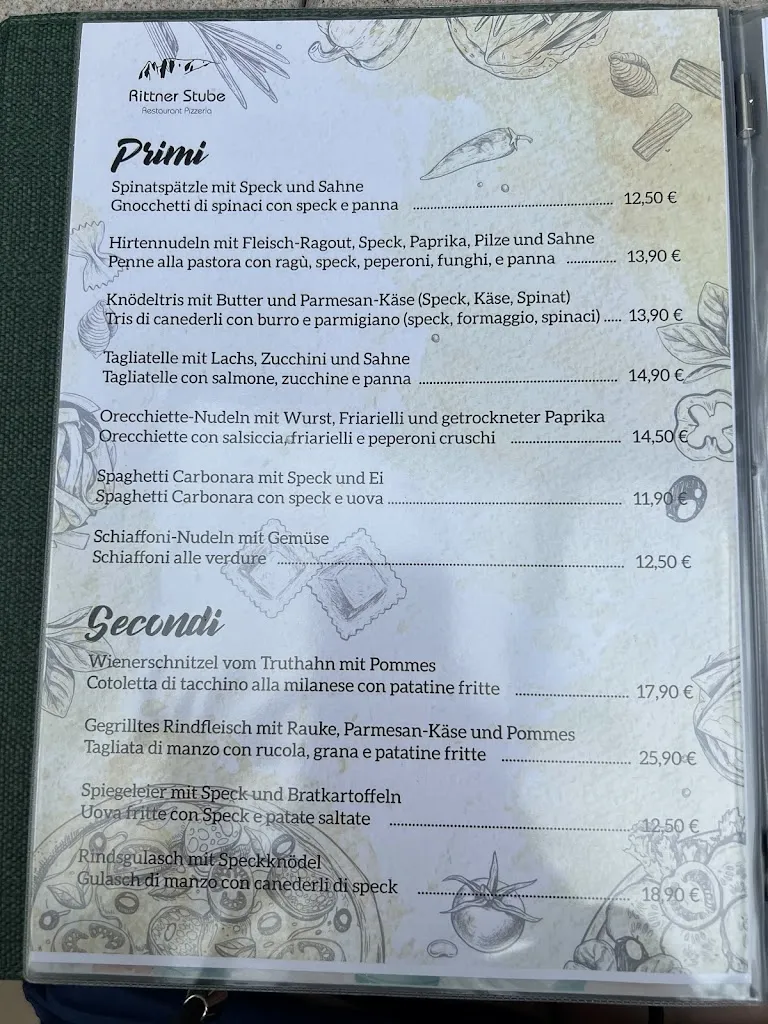 Rittner Stube
Restaurant Pizzeria
Primi
Spinatspätzle mit Speck und Sahne
Gnocchetti di spinaci con speck e panna ........ 12,50 €
Hirtennudeln mit Fleisch-Ragout, Speck, Paprika, Pilze und Sahne
Penne alla pastora con ragù, speck, peperoni, funghi, e panna ........ 13,90 €
Knödeltris mit Butter und Parmesan-Käse (Speck, Käse, Spinat)
Tris di canederli con burro e parmigiano (speck, formaggio, spinaci) ..... 13,90 €
Tagliatelle mit Lachs, Zucchini und Sahne
Tagliatelle con salmone, zucchine e panna ........ 14,90 €
Orecchiette-Nudeln mit Wurst, Friarielli und getrockneter Paprika
Orecchiette con salsiccia, friarielli e peperoni cruschi ........ 14,50 €
Spaghetti Carbonara mit Speck und Ei
Spaghetti Carbonara con speck e uova ........ 11,90 €
Schiaffoni-Nudeln mit Gemüse
Schiaffoni alle verdure ........ 12,50 €
Secondi
Wienerschnitzel vom Truthahn mit Pommes
Cotoletta di tacchino alla milanese con patatine fritte ........ 17,90 €
Gegrilltes Rindfleisch mit Rauke, Parmesan-Käse und Pommes
Tagliata di manzo con rucola, grana e patatine fritte ........ 25,90 €
Spiegeleier mit Speck und Bratkartoffeln
Uova fritte con Speck e patate saltate ........ 12,50 €
Rindsgulasch mit Speckknödel
Gulasch di manzo con canederli di speck ........ 18,90 €